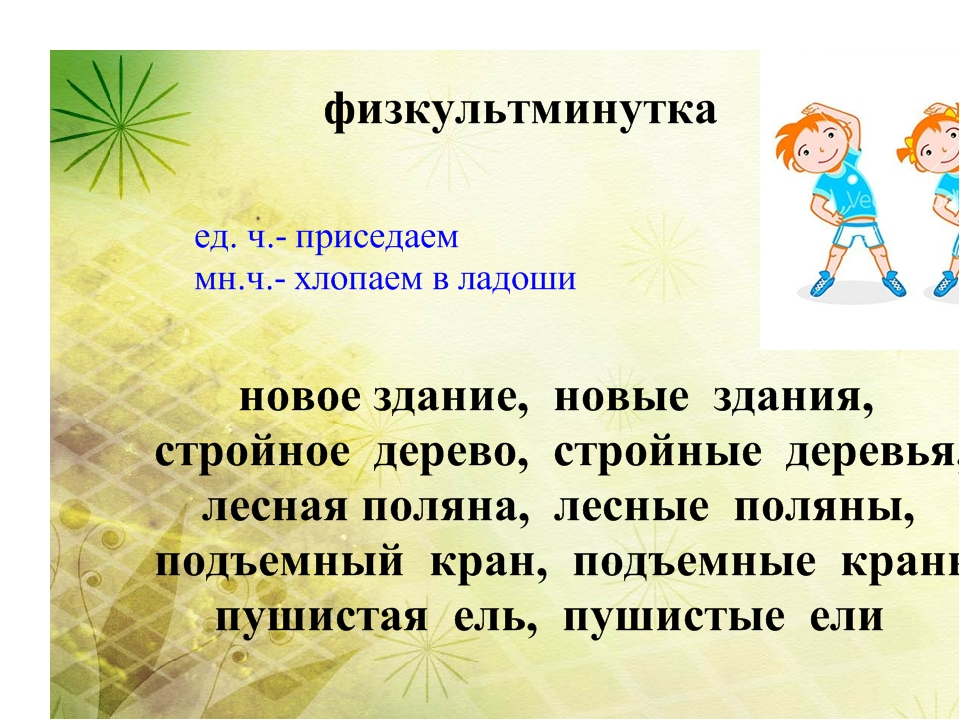 физкультминутка
ед. ч.- приседаем
мн.ч.- хлопаем в ладоши
новое здание, новые здания,
стройное дерево, стройные деревья,
лесная поляна, лесные поляны,
подъемный кран, подъемные
пушистая ель, пушистые ели